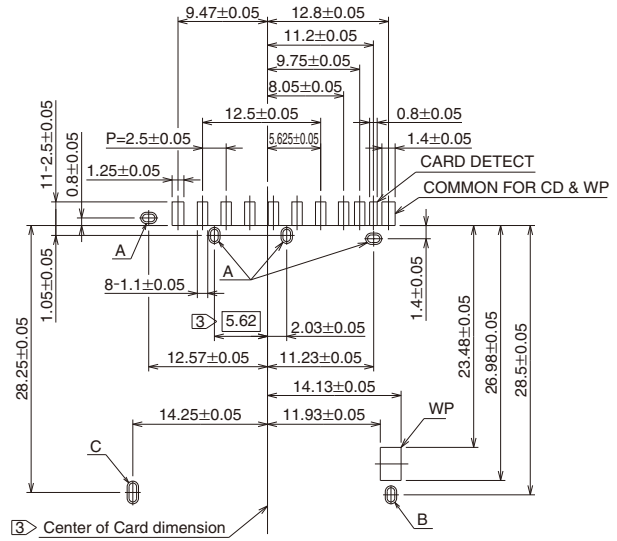 9.47±0.05
12.8±0.05
11.2±0.05
9.75±0.05
8.05±0.05
12.5±0.05
0.8±0.05
P=2.5±0.05
5.625±0.05
1.4±0.05
1.25±0.05
CARD DETECT
COMMON FOR CD & WP
11-2.5±0.05
0.8±0.05
A
A
1.05±0.05
8-1.1±0.05
1.4±0.05
3 5.62
2.03±0.05
28.25±0.05
23.48±0.05
26.98±0.05
28.5±0.05
12.57±0.05
11.23±0.05
14.13±0.05
14.25±0.05
11.93±0.05
WP
C
B
3 Center of Card dimension